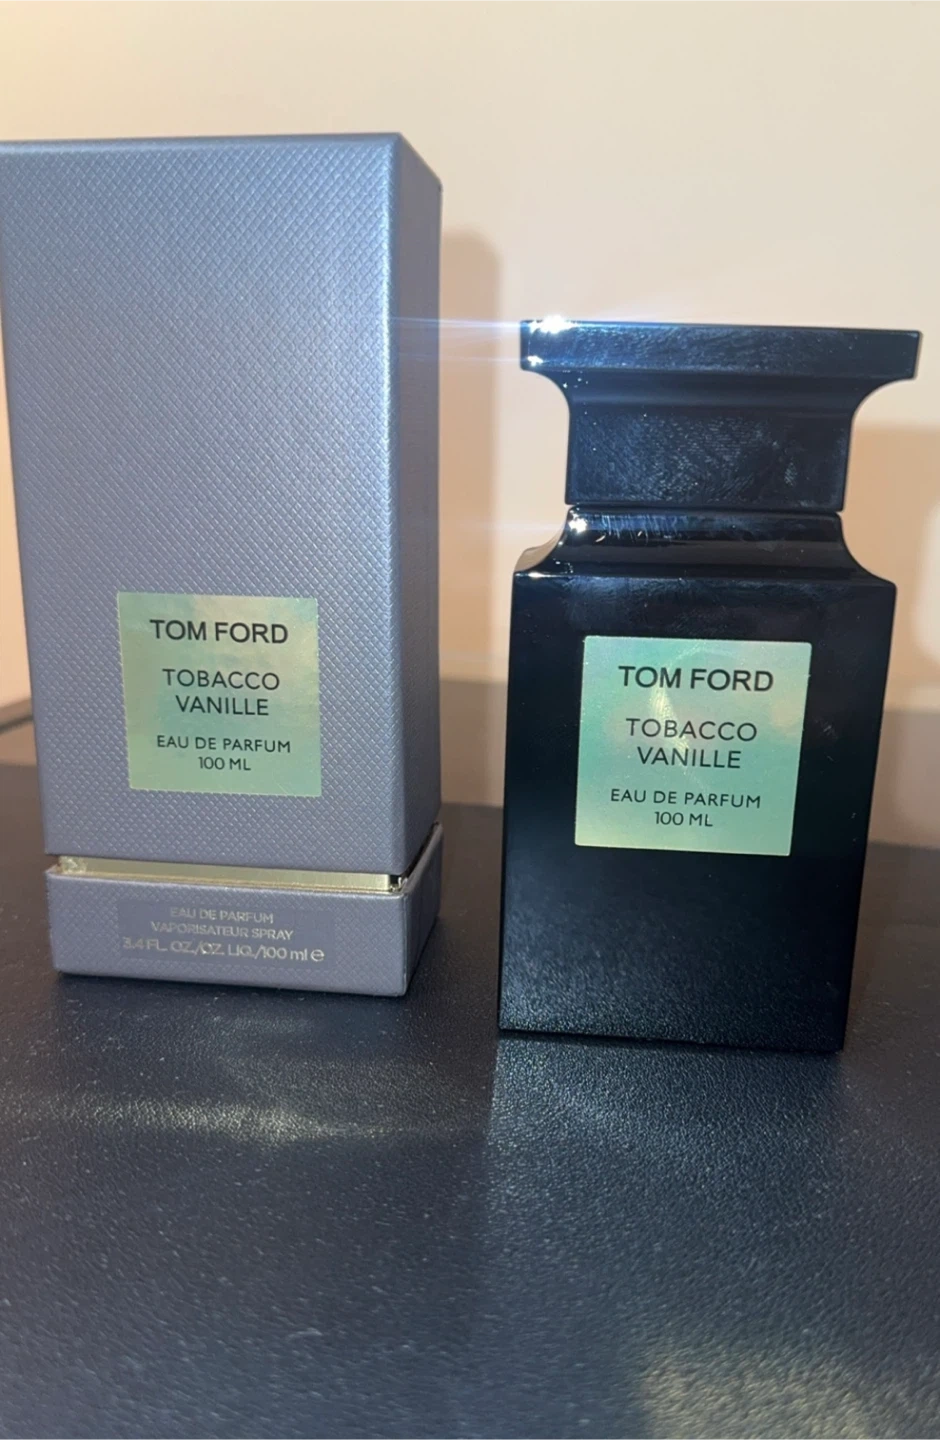 TOM FORD
TOBACCO
VANILLE
EAU DE PARFUM
100 ML
EAU DE PARFUM
VAPORISATEUR SPRAY
3.4 FL. OZ./OZ. LIQ./100 ml ℮
TOM FORD
TOBACCO
VANILLE
EAU DE PARFUM
100 ML